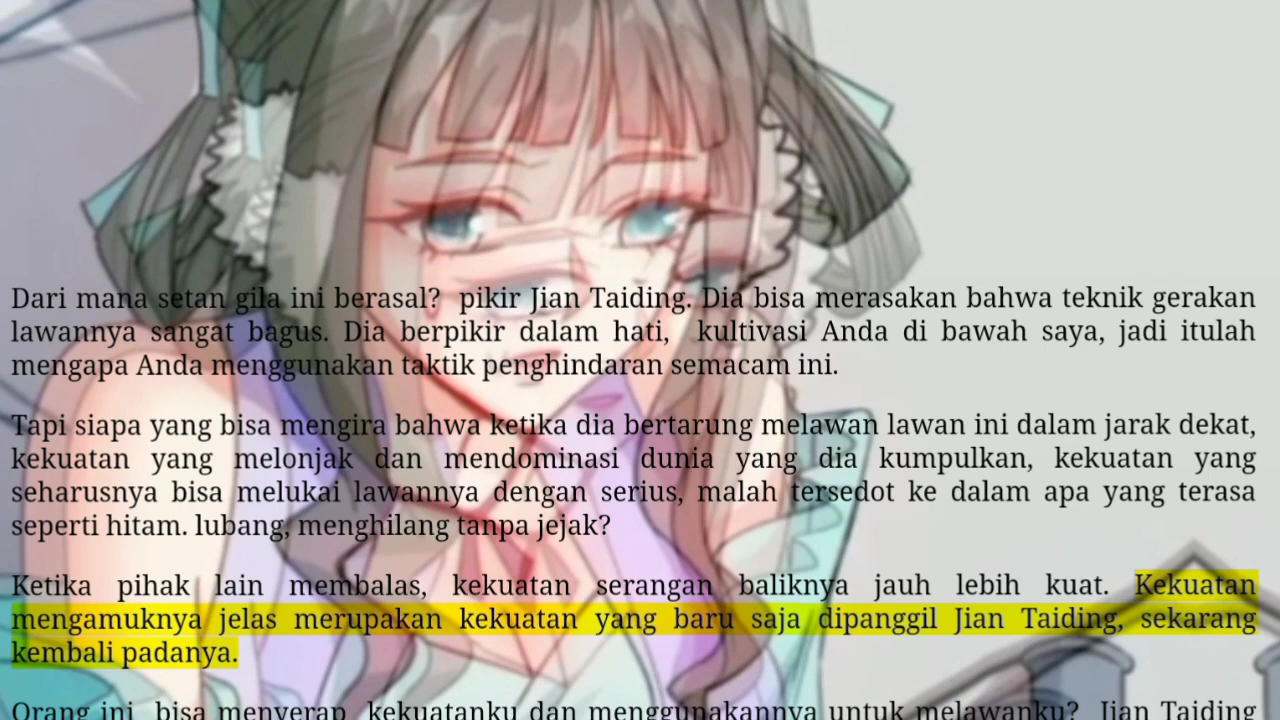 Dari mana setan gila ini berasal?  pikir Jian Taiding. Dia bisa merasakan bahwa teknik gerakan
lawannya sangat bagus. Dia berpikir dalam hati,  kultivasi Anda di bawah saya, jadi itulah
mengapa Anda menggunakan taktik penghindaran semacam ini.
Tapi siapa yang bisa mengira bahwa ketika dia bertarung melawan lawan ini dalam jarak dekat,
kekuatan yang melonjak dan mendominasi dunia yang dia kumpulkan, kekuatan yang
seharusnya bisa melukai lawannya dengan serius, malah tersedot ke dalam apa yang terasa
seperti hitam. lubang, menghilang tanpa jejak?
Ketika pihak lain membalas, kekuatan serangan baliknya jauh lebih kuat. Kekuatan
mengamuknya jelas merupakan kekuatan yang baru saja dipanggil Jian Taiding, sekarang
kembali padanya.
Orang ini  bisa menyerap  kekuatanku dan menggunakannya untuk melawanku?  Jian Taiding